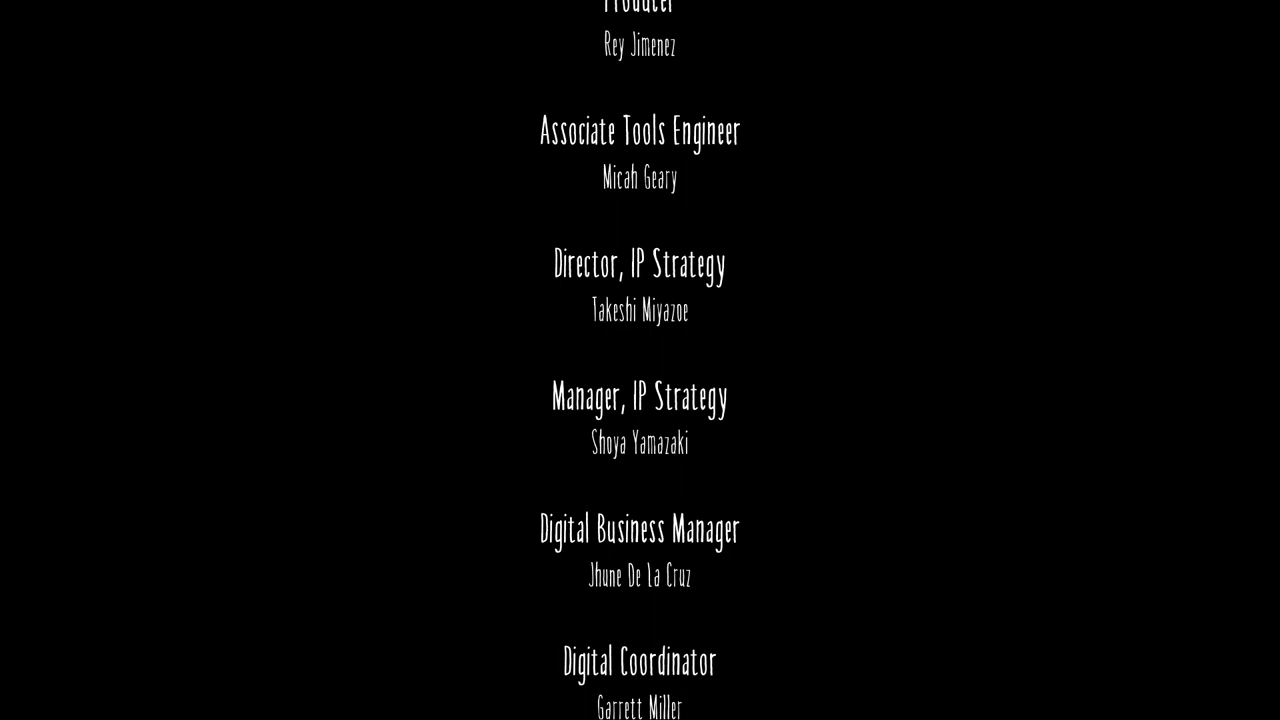 Producer
Rey Jimenez
Associate Tools Engineer
Micah Geary
Director, IP Strategy
Takeshi Miyazoe
Manager, IP Strategy
Shoya Yamazaki
Digital Business Manager
Jhune De La Cruz
Digital Coordinator
Garrett Miller